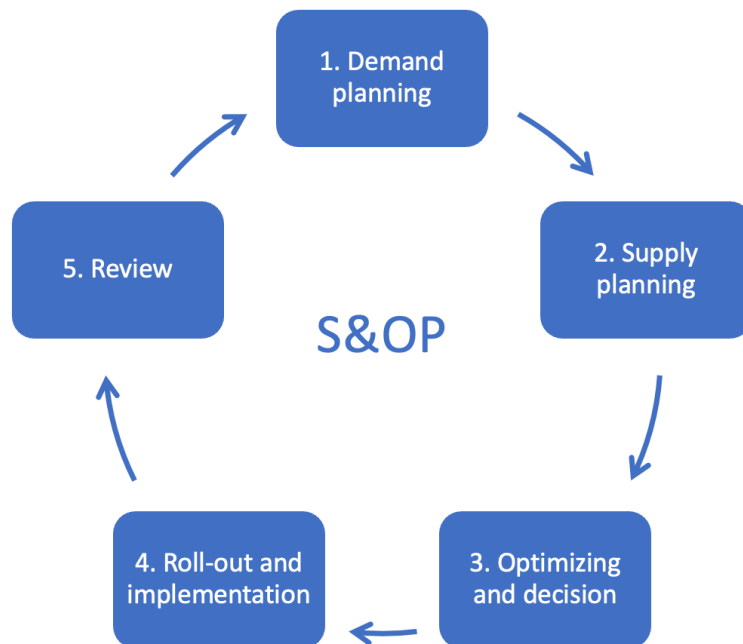 1. Demand
planning
2. Supply
planning
3. Optimizing
and decision
4. Roll-out and
implementation
5. Review
S&OP